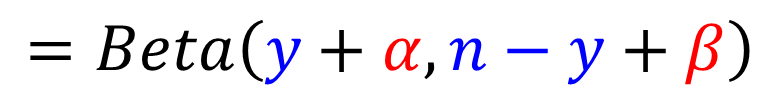 = Beta(y + α, n − y + β)